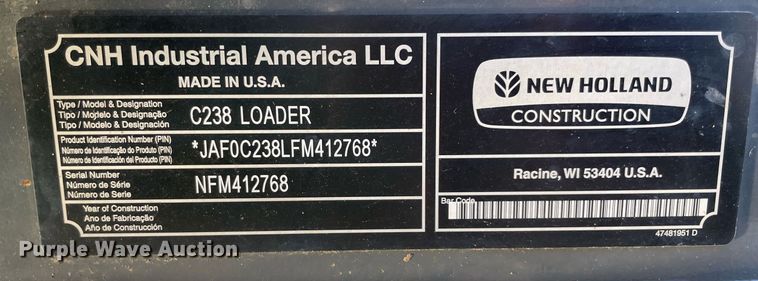 CNH Industrial America LLC
MADE IN U.S.A.
Type / Model & Designation
Tipo / Modelo & Designação
Tipo / Modelo & Designación
C238 LOADER
Product Identification Number (PIN)
Número de Identificação do Produto (PIN)
Número de Identificación del Producto (PIN)
*JAF0C238LFM412768*
Serial Number
Número de Série
Número de Serie
NFM412768
Year of Construction
Ano de Fabricação
Año de Construcción
NEW HOLLAND
CONSTRUCTION
Racine, WI 53404 U.S.A.
Bar Code
47481951 D
Purple Wave Auction